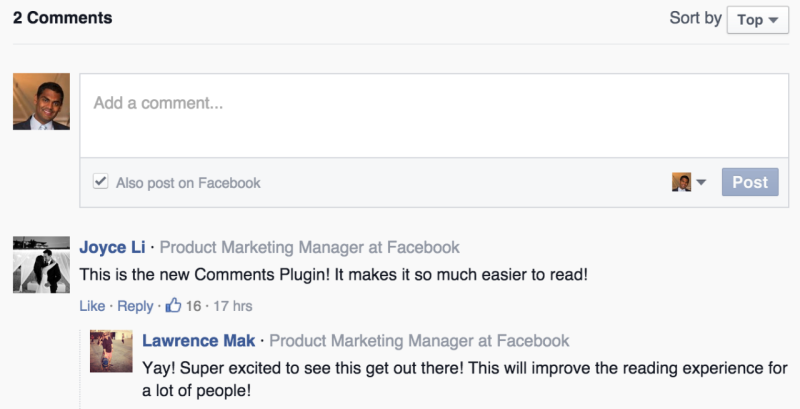 2 Comments
Sort by Top
Add a comment...
Also post on Facebook
Post
Joyce Li · Product Marketing Manager at Facebook
This is the new Comments Plugin! It makes it so much easier to read!
Like · Reply · 16 · 17 hrs
Lawrence Mak · Product Marketing Manager at Facebook
Yay! Super excited to see this get out there! This will improve the reading experience for
a lot of people!